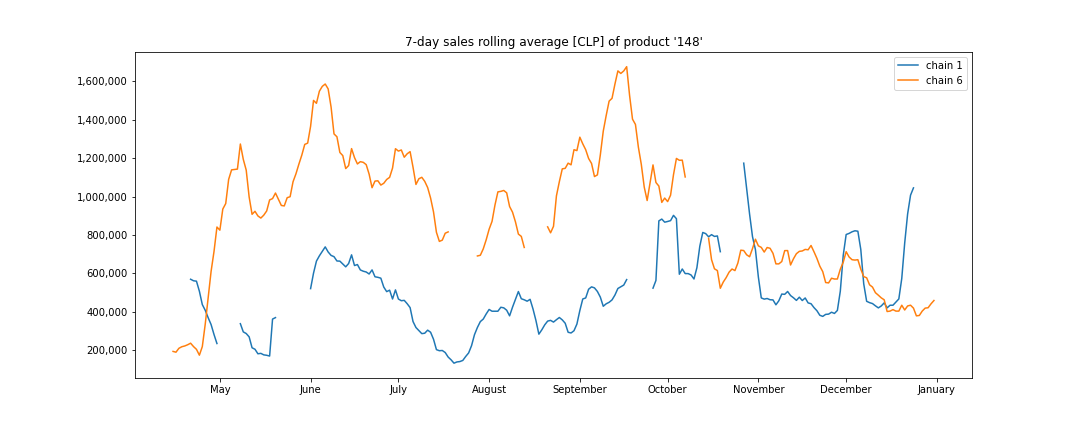 7-day sales rolling average [CLP] of product '148'
chain 1
chain 6
1,600,000
1,400,000
1,200,000
1,000,000
800,000
600,000
400,000
200,000
May June July August September October November December January